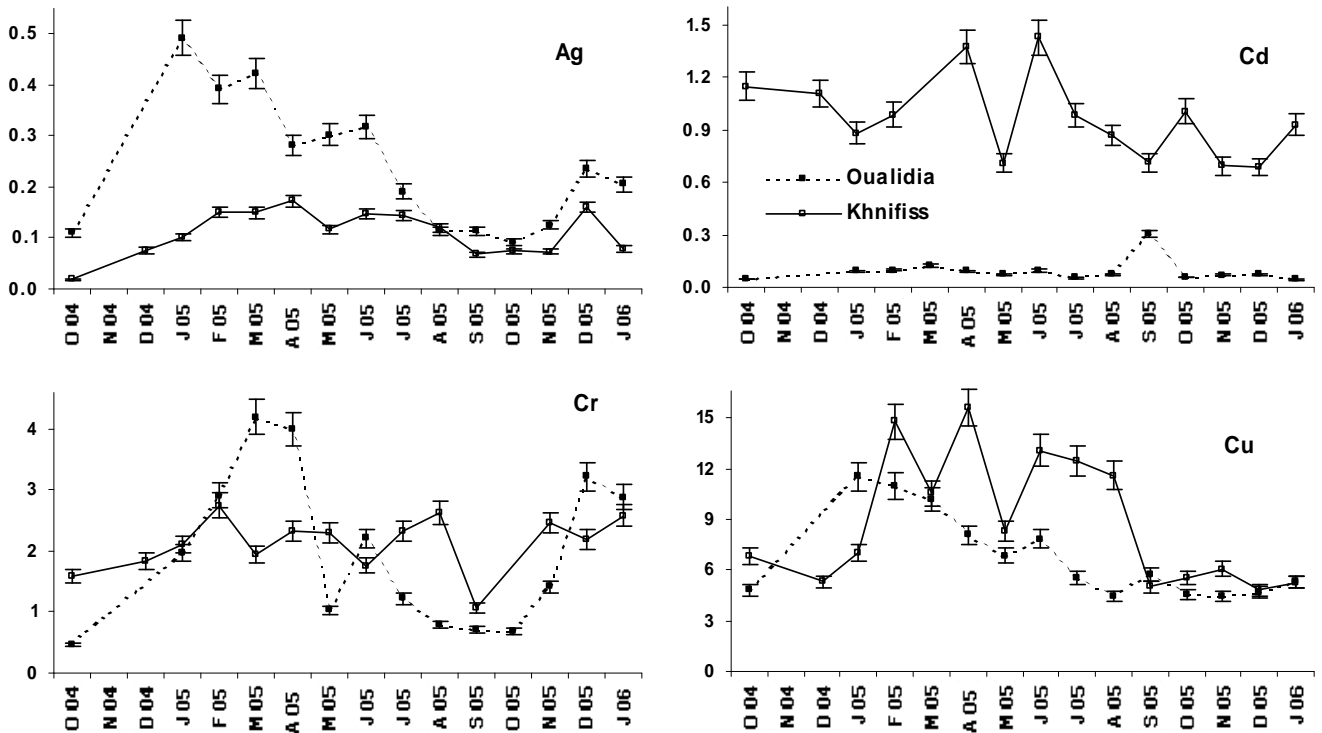 Ag
0.5
0.4
0.3
0.2
0.1
0.0
O 04
N 04
D 04
J 05
F 05
M 05
A 05
M 05
J 05
J 05
A 05
S 05
O 05
N 05
D 05
J 06
Cd
1.5
1.2
0.9
0.6
0.3
0.0
Oualidia
Khnifiss
O 04
N 04
D 04
J 05
F 05
M 05
A 05
M 05
J 05
J 05
A 05
S 05
O 05
N 05
D 05
J 06
Cr
4
3
2
1
0
O 04
N 04
D 04
J 05
F 05
M 05
A 05
M 05
J 05
J 05
A 05
S 05
O 05
N 05
D 05
J 06
Cu
15
12
9
6
3
0
O 04
N 04
D 04
J 05
F 05
M 05
A 05
M 05
J 05
J 05
A 05
S 05
O 05
N 05
D 05
J 06